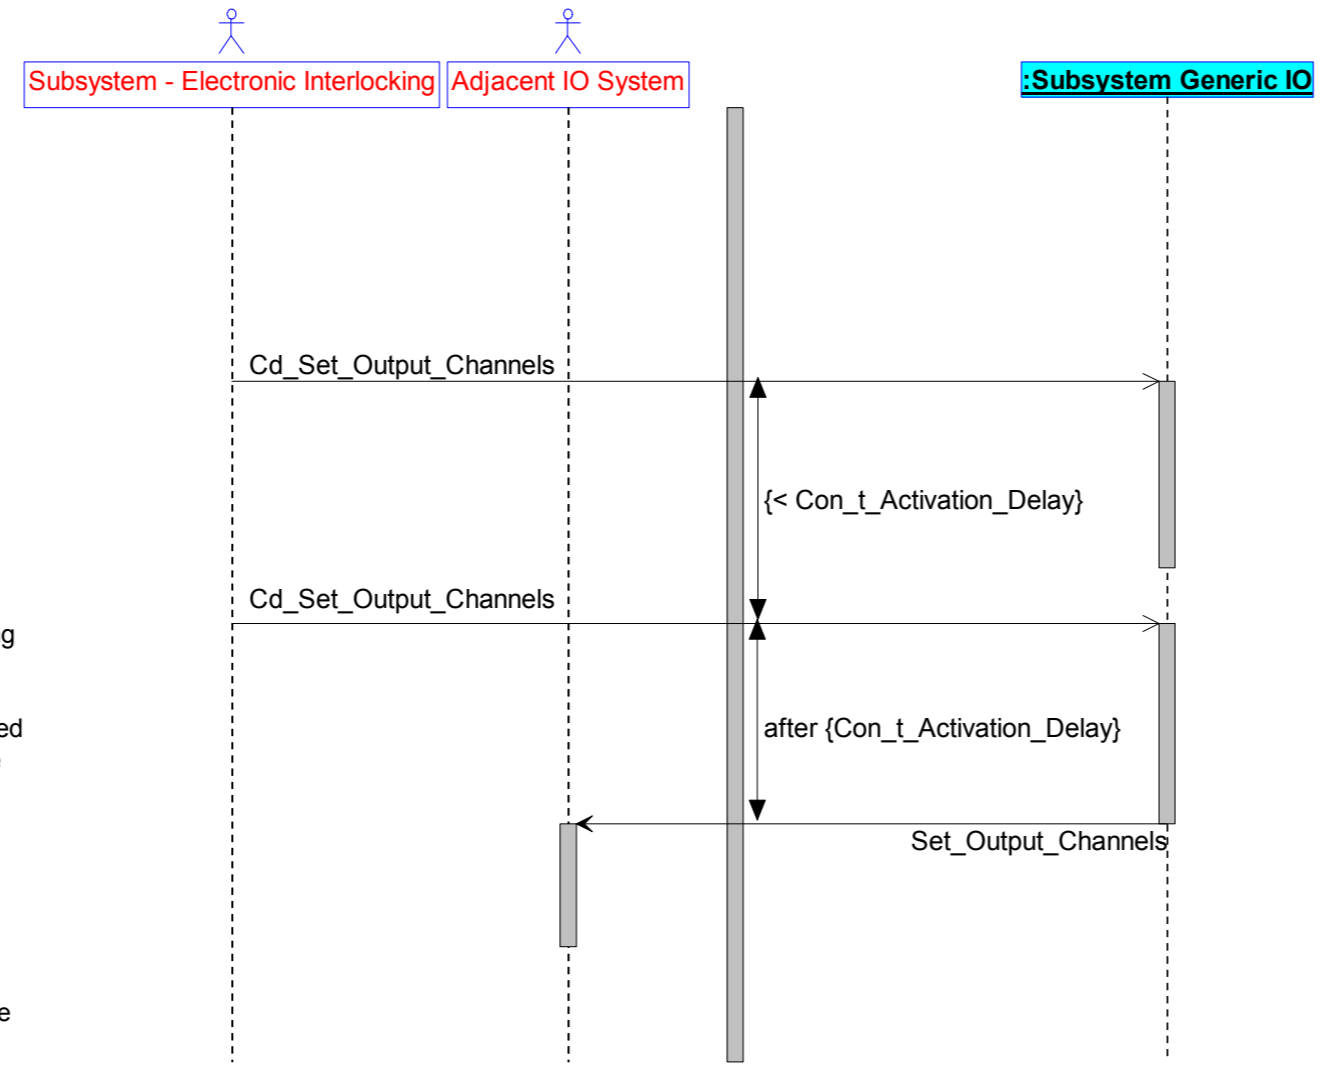 Subsystem - Electronic Interlocking
Adjacent IO System
:Subsystem Generic IO
Cd_Set_Output_Channels
{< Con_t_Activation_Delay}
Cd_Set_Output_Channels
after {Con_t_Activation_Delay}
Set_Output_Channels